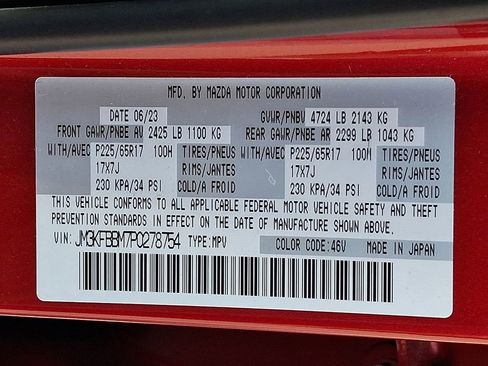 MFD. BY MAZDA MOTOR CORPORATION
DATE 06/23 GVWR/PNBV 4724 LB 2143 KG
FRONT GAWR/PNBE AV 2425 LB 1100 KG REAR GAWR/PNBE AR 2299 LB 1043 KG
WITH/AVEC P225/65R17 100H TIRES/PNEUS WITH/AVEC P225/65R17 100H TIRES/PNEUS
17X7J RIMS/JANTES 17X7J RIMS/JANTES
230 KPA/34 PSI COLD/A FROID 230 KPA/34 PSI COLD/A FROID
THIS VEHICLE CONFORMS TO ALL APPLICABLE FEDERAL MOTOR VEHICLE SAFETY AND THEFT
PREVENTION STANDARDS IN EFFECT ON THE DATE OF MANUFACTURE SHOWN ABOVE.
VIN: JM3KFBBM7P0278754 TYPE: MPV COLOR CODE:46V MADE IN JAPAN